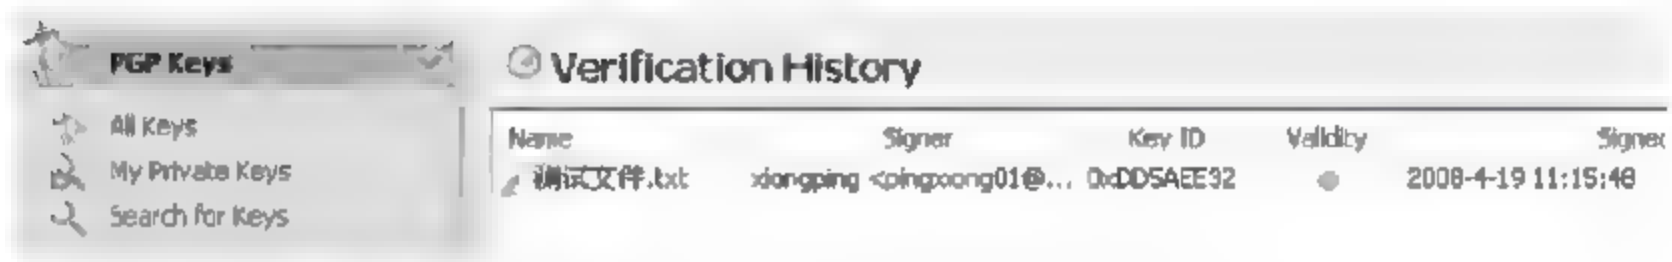 PGP Keys
Verification History
All Keys
My Private Keys
Search for Keys
Name Signer Key ID Validity Signed
测试文件.txt xiongping <pingxiong01@... 2008-4-19 11:15:48